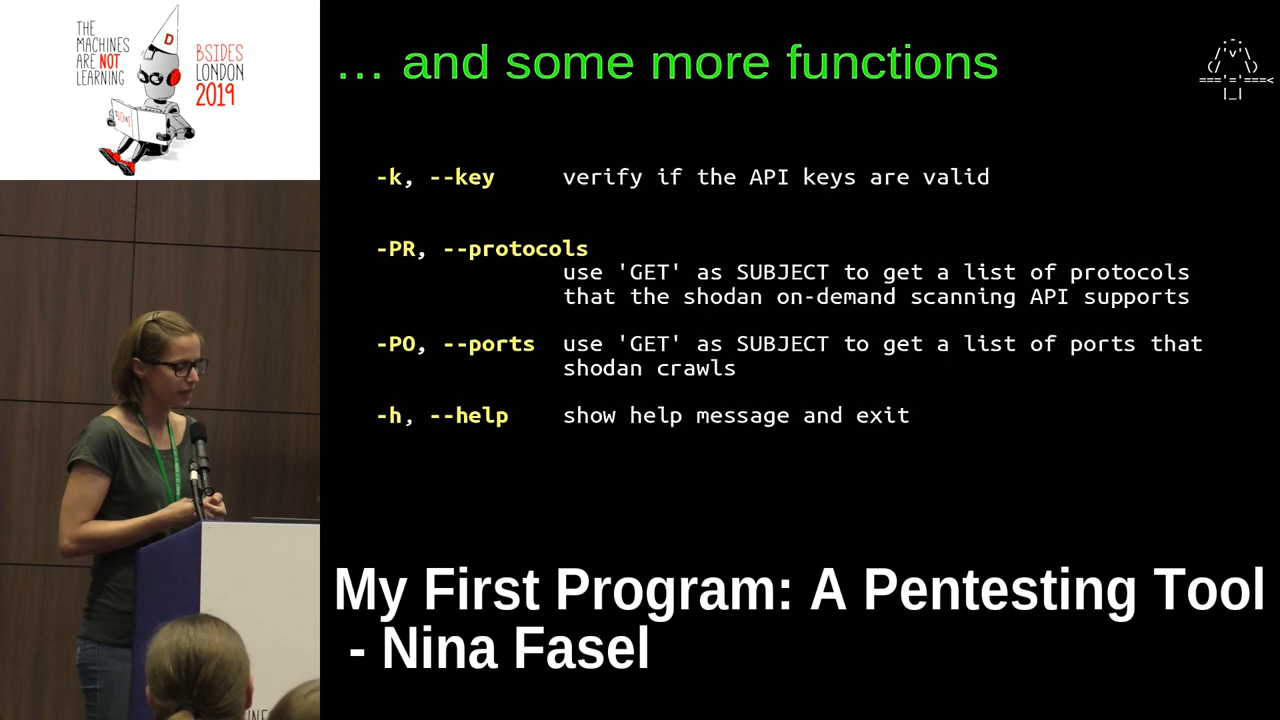 THE
MACHINES
ARE NOT
LEARNING
D
BSIDES
LONDON
2019
… and some more functions
-k, --key verify if the API keys are valid
-PR, --protocols
use 'GET' as SUBJECT to get a list of protocols
that the shodan on-demand scanning API supports
-PO, --ports use 'GET' as SUBJECT to get a list of ports that
shodan crawls
-h, --help show help message and exit
My First Program: A Pentesting Tool
- Nina Fasel